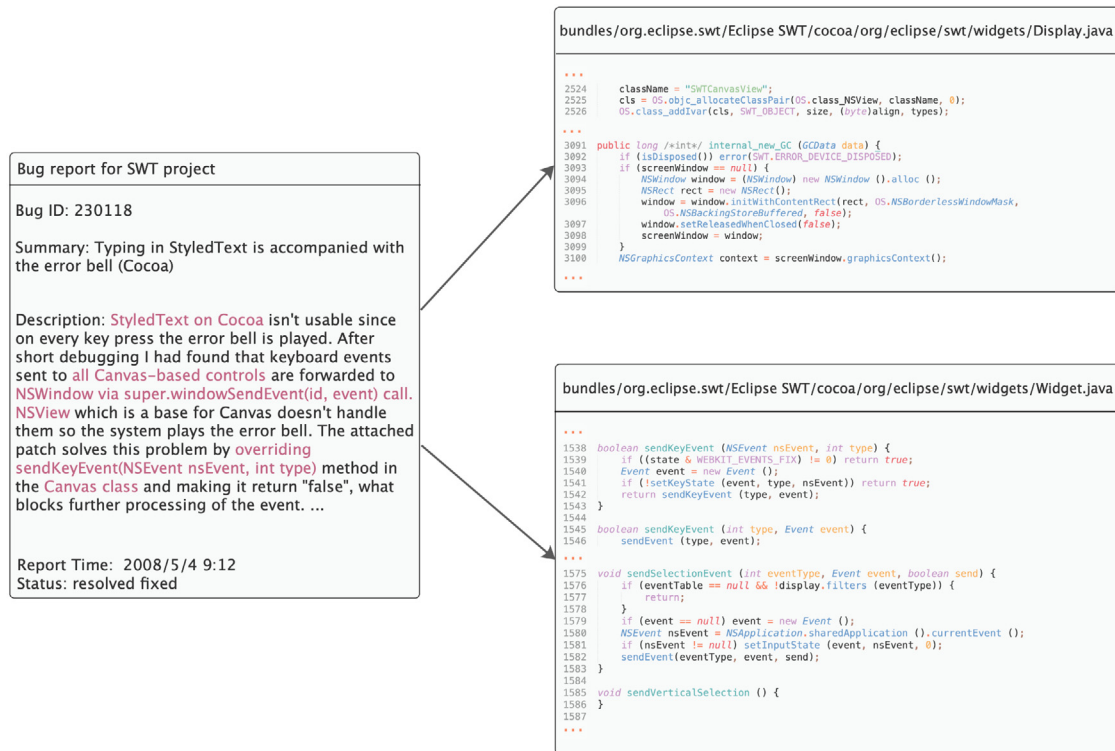 Bug report for SWT project
Bug ID: 230118
Summary: Typing in StyledText is accompanied with
the error bell (Cocoa)
Description: StyledText on Cocoa isn't usable since
on every key press the error bell is played. After
short debugging I had found that keyboard events
sent to all Canvas-based controls are forwarded to
NSWindow via super.windowSendEvent(id, event) call.
NSView which is a base for Canvas doesn't handle
them so the system plays the error bell. The attached
patch solves this problem by overriding
sendKeyEvent(NSEvent nsEvent, int type) method in
the Canvas class and making it return "false", what
blocks further processing of the event. ...
Report Time:  2008/5/4 9:12
Status: resolved fixed
bundles/org.eclipse.swt/Eclipse SWT/cocoa/org/eclipse/swt/widgets/Display.java
...
2524 className = "SWTCanvasView";
2525 cls = OS.objc_allocateClassPair(OS.class_NSView, className, 0);
2526 OS.class_addIvar(cls, SWT_OBJECT, size, (byte)align, types);
...
3091 public long /*int*/ internal_new_GC (GCData data) {
3092 if (isDisposed()) error(SWT.ERROR_DEVICE_DISPOSED);
3093 if (screenWindow == null) {
3094 NSWindow window = (NSWindow) new NSWindow ().alloc ();
3095 NSRect rect = new NSRect();
3096 window = window.initWithContentRect(rect, OS.NSBorderlessWindowMask,
OS.NSBackingStoreBuffered, false);
3097 window.setReleasedWhenClosed(false);
3098 screenWindow = window;
3099 }
3100 NSGraphicsContext context = screenWindow.graphicsContext();
...
bundles/org.eclipse.swt/Eclipse SWT/cocoa/org/eclipse/swt/widgets/Widget.java
...
1538 boolean sendKeyEvent (NSEvent nsEvent, int type) {
1539 if ((state & WEBKIT_EVENTS_FIX) != 0) return true;
1540 Event event = new Event ();
1541 if (!setKeyState (event, type, nsEvent)) return true;
1542 return sendKeyEvent (type, event);
1543 }
1544
1545 boolean sendKeyEvent (int type, Event event) {
1546 sendEvent (type, event);
...
1575 void sendSelectionEvent (int eventType, Event event, boolean send) {
1576 if (eventTable == null && !display.filters (eventType)) {
1577 return;
1578 }
1579 if (event == null) event = new Event ();
1580 NSEvent nsEvent = NSApplication.sharedApplication ().currentEvent ();
1581 if (nsEvent != null) setInputState (event, nsEvent, 0);
1582 sendEvent(eventType, event, send);
1583 }
1584
1585 void sendVerticalSelection () {
1586 }
1587
...